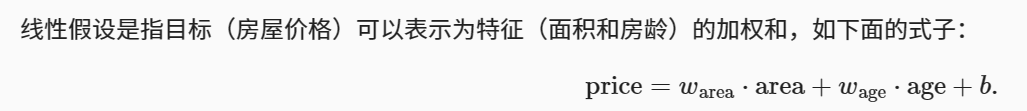 线性假设是指目标（房屋价格）可以表示为特征（面积和房龄）的加权和，如下面的式子：
price = w_area · area + w_age · age + b.